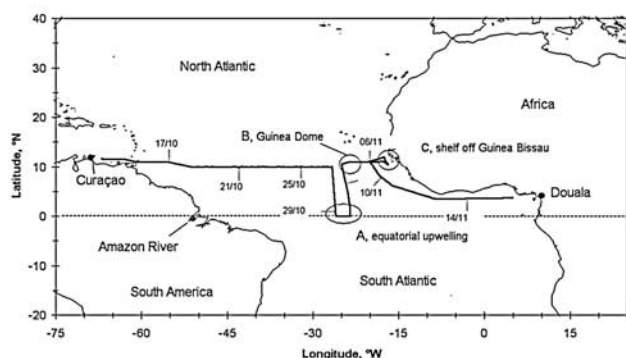 40
30
20
10
0
-10
-20
Latitude, °N
North Atlantic
Africa
17/10
B, Guinea Dome
06/11
C, shelf off Guinea Bissau
Curaçao
21/10
25/10
10/11
Douala
29/10
14/11
Amazon River
A, equatorial upwelling
South America
South Atlantic
-75
-60
-45
-30
-15
0
15
Longitude, °W